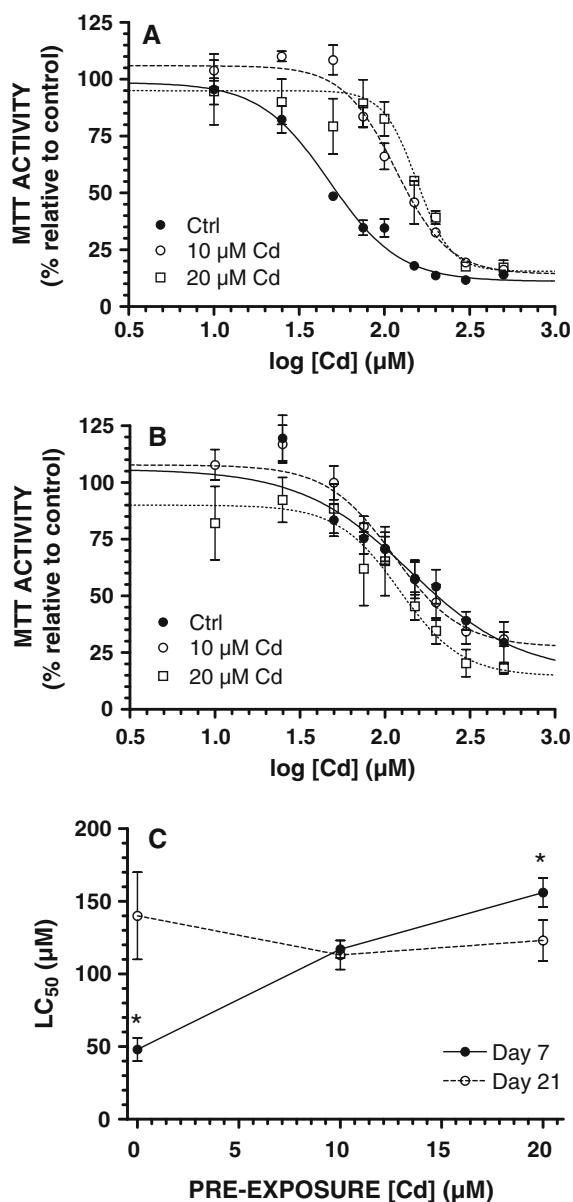 A
MTT ACTIVITY
(% relative to control)
125
100
75
50
25
0
Ctrl
10 µM Cd
20 µM Cd
0.5 1.0 1.5 2.0 2.5 3.0
log [Cd] (µM)
B
MTT ACTIVITY
(% relative to control)
125
100
75
50
25
0
Ctrl
10 µM Cd
20 µM Cd
0.5 1.0 1.5 2.0 2.5 3.0
log [Cd] (µM)
C
LC50 (µM)
200
150
100
50
0
*
*
Day 7
Day 21
0 5 10 15 20
PRE-EXPOSURE [Cd] (µM)